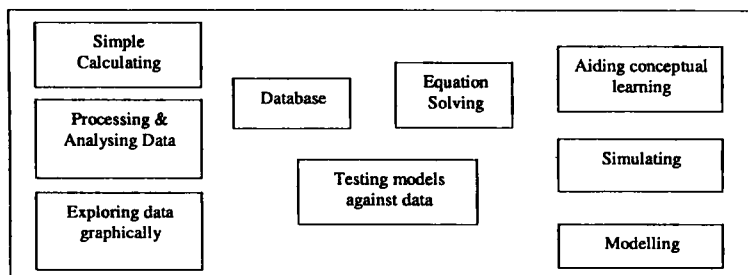 Simple
Calculating
Processing &
Analysing Data
Exploring data
graphically
Database
Equation
Solving
Testing models
against data
Aiding conceptual
learning
Simulating
Modelling